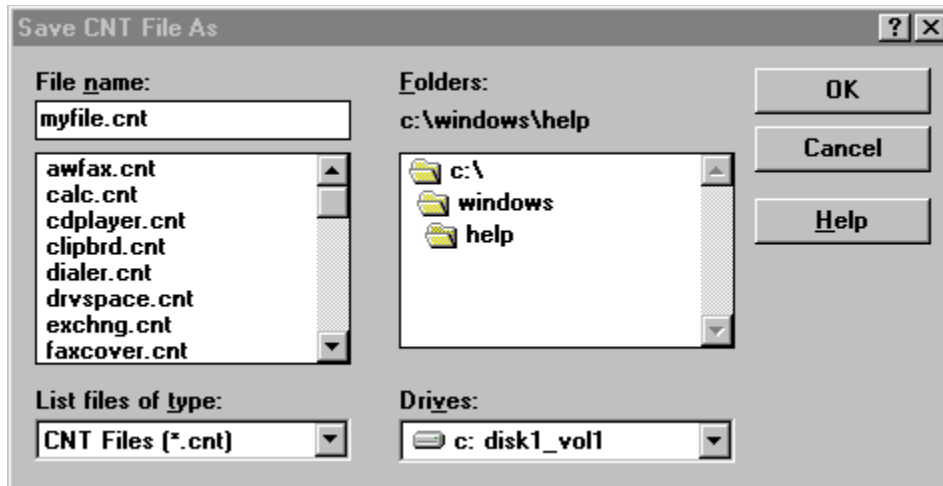 Save CNT File As
?
File name:
myfile.cnt
awfax.cnt
calc.cnt
cdplayer.cnt
clipbrd.cnt
dialer.cnt
drvspace.cnt
exchng.cnt
faxcover.cnt
List files of type:
CNT Files (*.cnt)
Folders:
c:\windows\help
c:\
windows
help
Drives:
c: disk1_vol1
OK
Cancel
Help